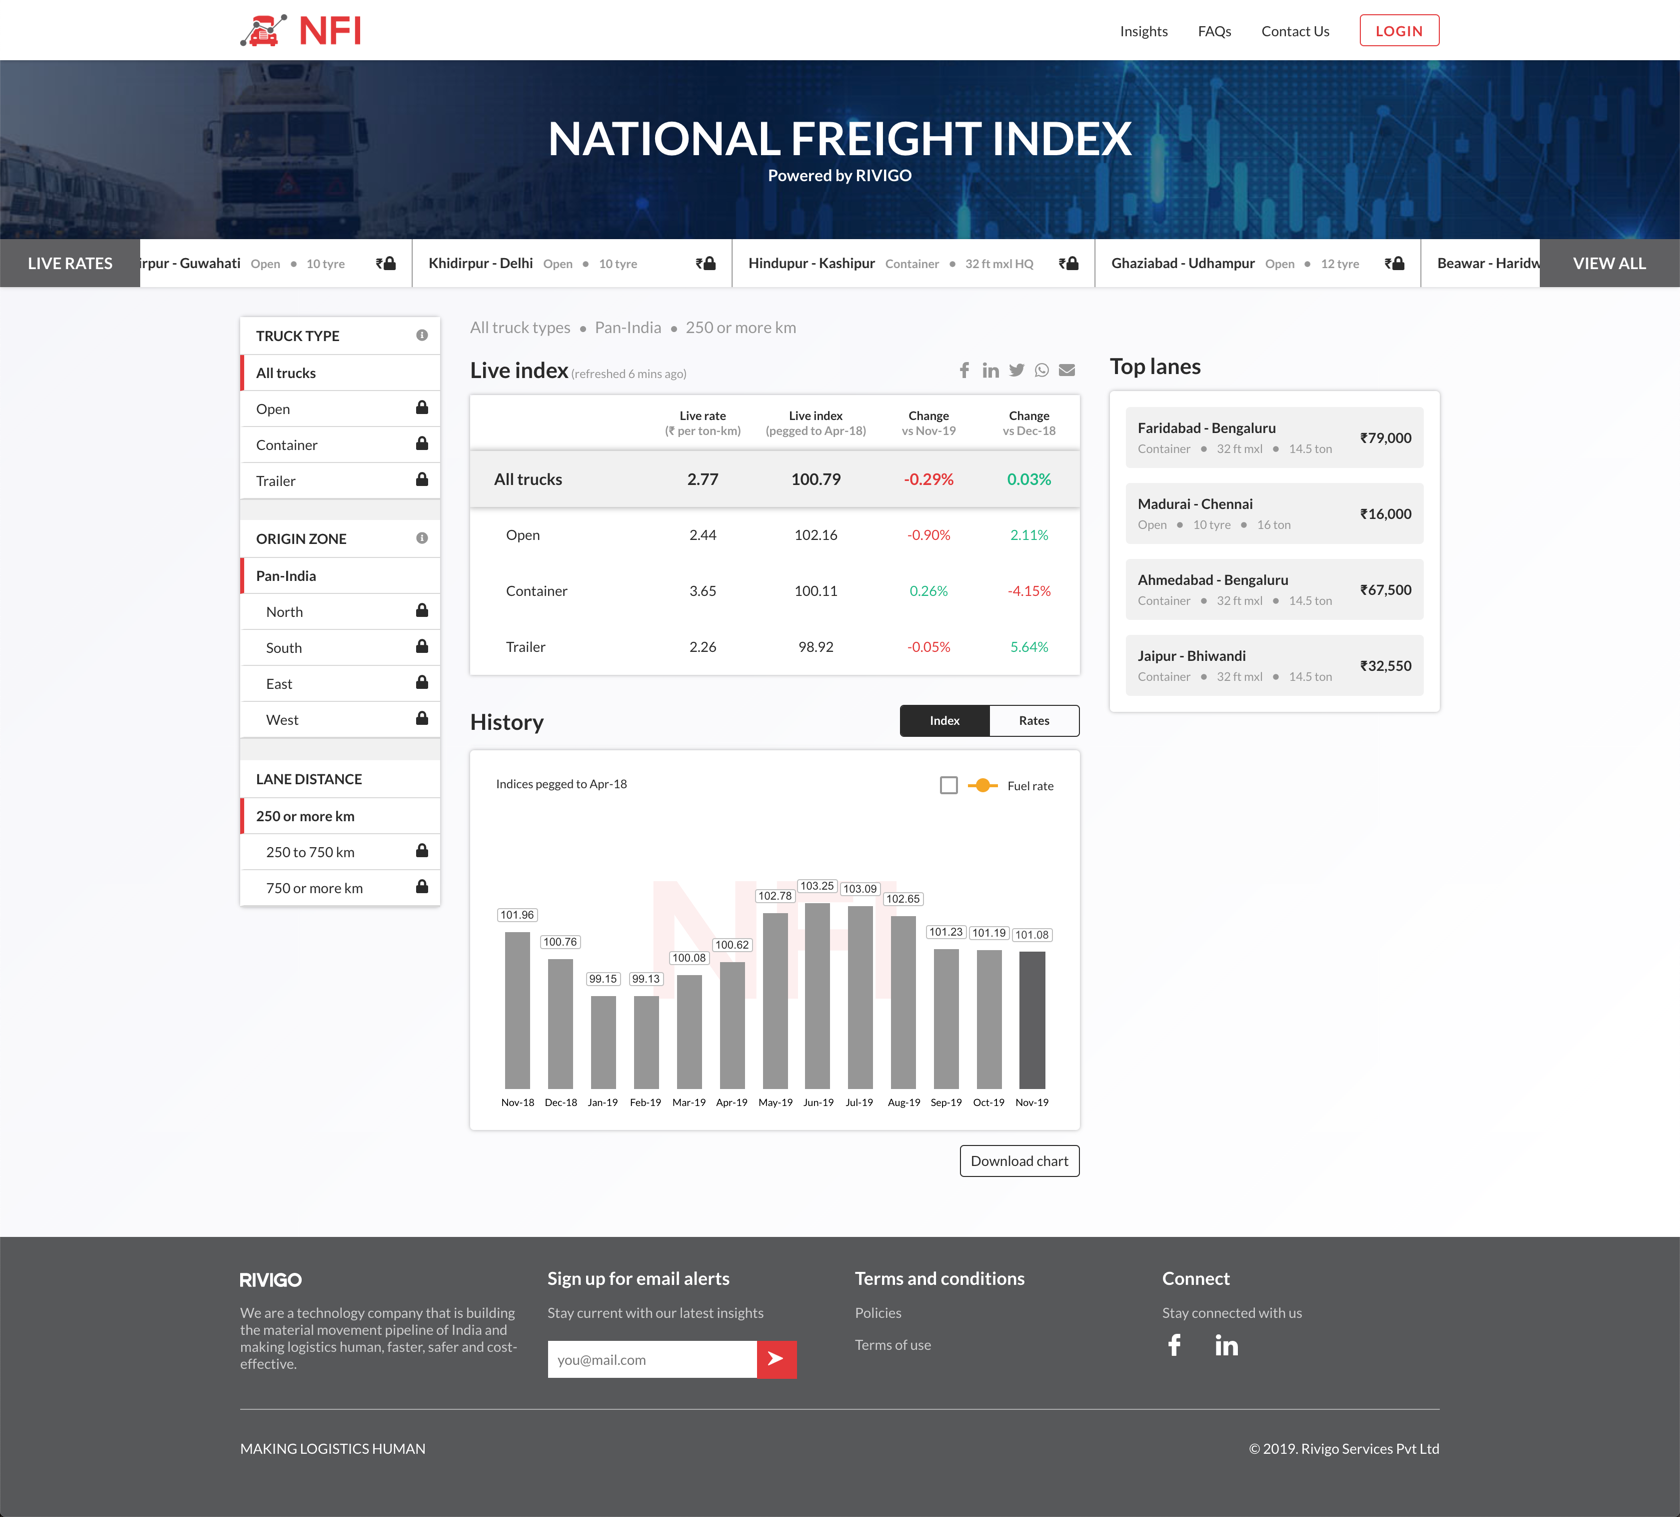 NFI
Insights FAQs Contact Us LOGIN
NATIONAL FREIGHT INDEX
Powered by RIVIGO
LIVE RATES irpur - Guwahati Open • 10 tyre ₹ Khidirpur - Delhi Open • 10 tyre ₹ Hindupur - Kashipur Container • 32 ft mxl HQ ₹ Ghaziabad - Udhampur Open • 12 tyre ₹ Beawar - Haridw VIEW ALL
TRUCK TYPE
All trucks
Open
Container
Trailer
ORIGIN ZONE
Pan-India
North
South
East
West
LANE DISTANCE
250 or more km
250 to 750 km
750 or more km
All truck types • Pan-India • 250 or more km
Live index (refreshed 6 mins ago)
Live rate Live index Change Change
(₹ per ton-km) (pegged to Apr-18) vs Nov-19 vs Dec-18
All trucks 2.77 100.79 -0.29% 0.03%
Open 2.44 102.16 -0.90% 2.11%
Container 3.65 100.11 0.26% -4.15%
Trailer 2.26 98.92 -0.05% 5.64%
History
Index Rates
Indices pegged to Apr-18
Fuel rate
NFI
101.96 100.76 99.15 99.13 100.08 100.62 102.78 103.25 103.09 102.65 101.23 101.19 101.08
Nov-18 Dec-18 Jan-19 Feb-19 Mar-19 Apr-19 May-19 Jun-19 Jul-19 Aug-19 Sep-19 Oct-19 Nov-19
Download chart
Top lanes
Faridabad - Bengaluru
Container • 32 ft mxl • 14.5 ton
₹79,000
Madurai - Chennai
Open • 10 tyre • 16 ton
₹16,000
Ahmedabad - Bengaluru
Container • 32 ft mxl • 14.5 ton
₹67,500
Jaipur - Bhiwandi
Container • 32 ft mxl • 14.5 ton
₹32,550
RIVIGO
We are a technology company that is building
the material movement pipeline of India and
making logistics human, faster, safer and cost-
effective.
Sign up for email alerts
Stay current with our latest insights
you@mail.com
Terms and conditions
Policies
Terms of use
Connect
Stay connected with us
MAKING LOGISTICS HUMAN
© 2019. Rivigo Services Pvt Ltd